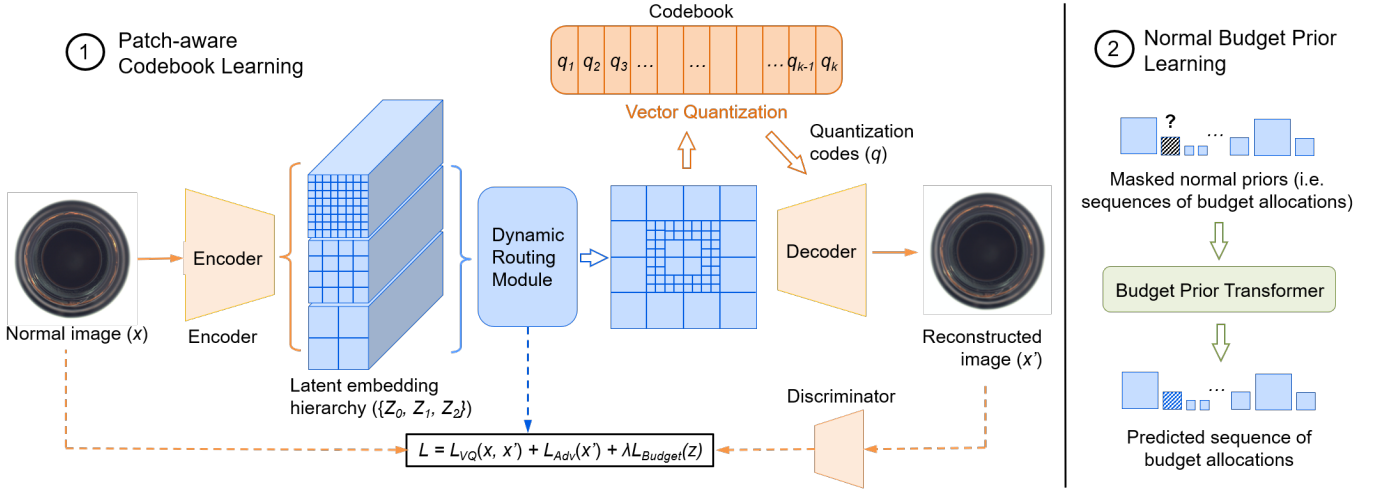 1
Patch-aware
Codebook Learning
Codebook
q1 q2 q3 ... ... ... qk-1 qk
Vector Quantization
Quantization
codes (q)
Encoder
Dynamic
Routing
Module
Decoder
Normal image (x)
Encoder
Latent embedding
hierarchy ({Z0, Z1, Z2})
Reconstructed
image (x’)
Discriminator
L = LVQ(x, x’) + LAdv(x’) + λLBudget(z)
2
Normal Budget Prior
Learning
?
...
Masked normal priors (i.e.
sequences of budget allocations)
Budget Prior Transformer
...
Predicted sequence of
budget allocations